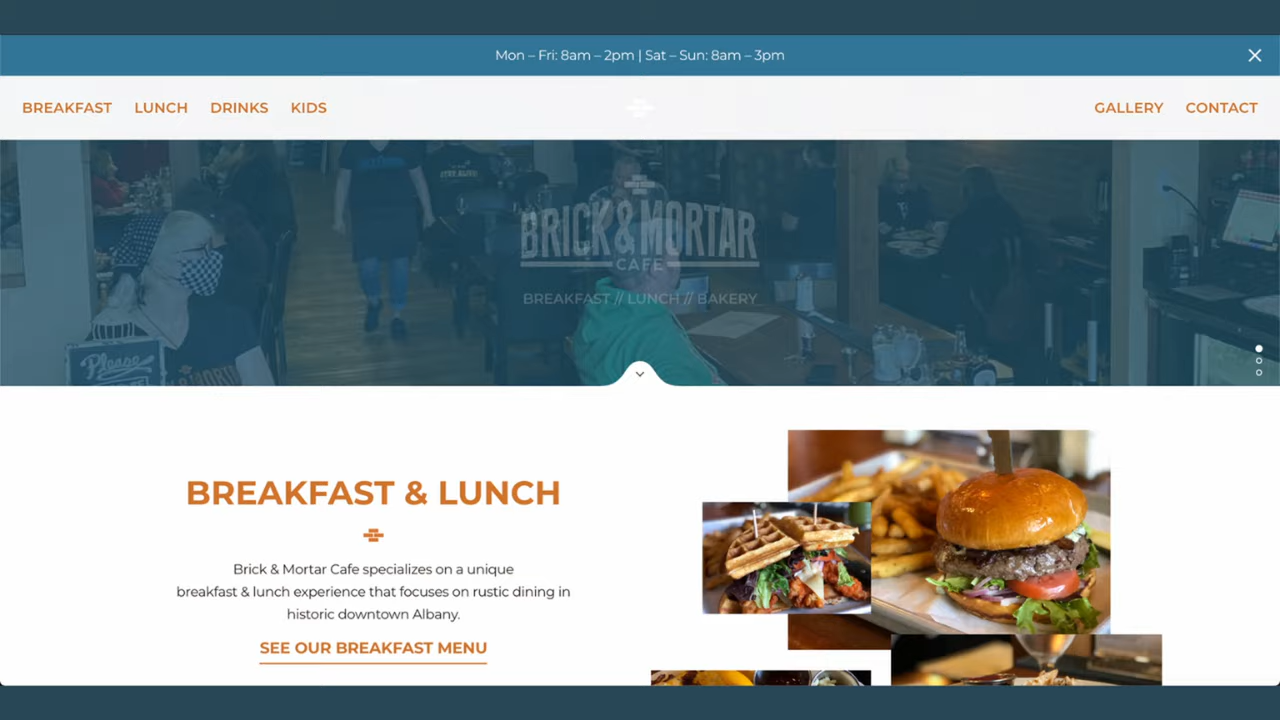 Mon – Fri: 8am – 2pm | Sat – Sun: 8am – 3pm
BREAKFAST LUNCH DRINKS KIDS GALLERY CONTACT
BRICK & MORTAR
CAFE
BREAKFAST // LUNCH // BAKERY
Please
BREAKFAST & LUNCH
Brick & Mortar Cafe specializes on a unique
breakfast & lunch experience that focuses on rustic dining in
historic downtown Albany.
SEE OUR BREAKFAST MENU